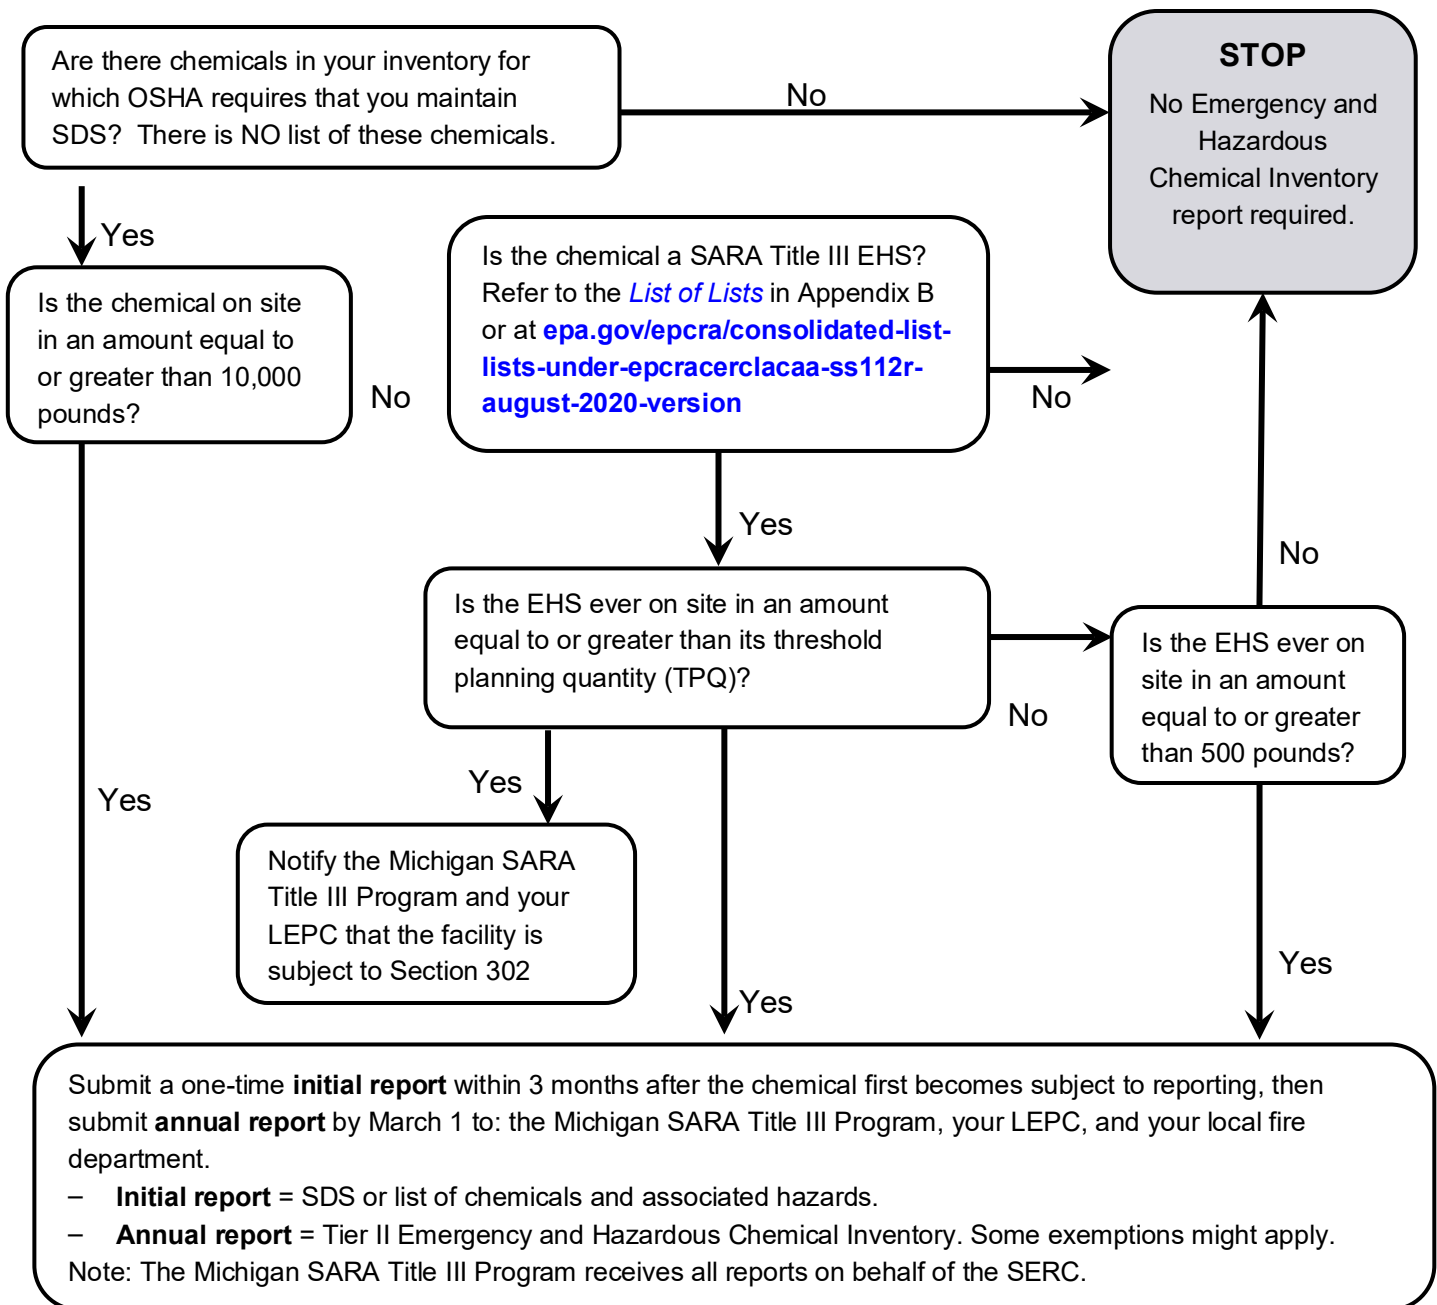 Are there chemicals in your inventory for
which OSHA requires that you maintain
SDS?  There is NO list of these chemicals.
No
STOP
No Emergency and
Hazardous
Chemical Inventory
report required.
Yes
Is the chemical on site
in an amount equal to
or greater than 10,000
pounds?
No
Is the chemical a SARA Title III EHS?
Refer to the List of Lists in Appendix B
or at epa.gov/epcra/consolidated-list-
lists-under-epcracerclacaa-ss112r-
august-2020-version
No
Yes
No
Is the EHS ever on site in an amount
equal to or greater than its threshold
planning quantity (TPQ)?
No
Is the EHS ever on
site in an amount
equal to or greater
than 500 pounds?
Yes
Yes
Notify the Michigan SARA
Title III Program and your
LEPC that the facility is
subject to Section 302
Yes
Yes
Submit a one-time initial report within 3 months after the chemical first becomes subject to reporting, then
submit annual report by March 1 to: the Michigan SARA Title III Program, your LEPC, and your local fire
department.
– Initial report = SDS or list of chemicals and associated hazards.
– Annual report = Tier II Emergency and Hazardous Chemical Inventory. Some exemptions might apply.
Note: The Michigan SARA Title III Program receives all reports on behalf of the SERC.